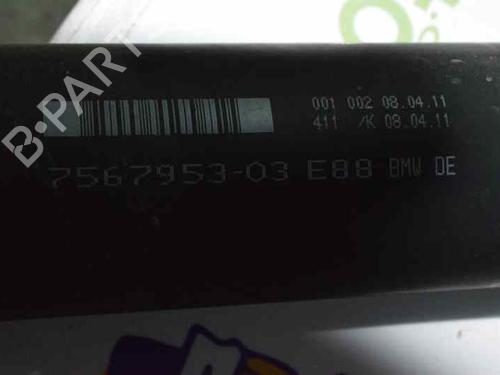 001 002 08.04.11
411 /K 08.04.11
7567953-03 E88 BMW DE
B-PARTS